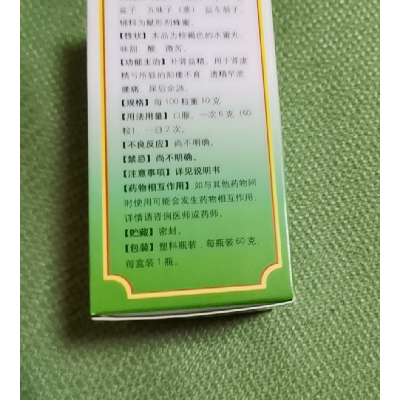 盆子 五味子(蒸) 盐车前子,
辅料为赋形剂蜂蜜。
【性状】本品为棕褐色的水蜜丸
味甜 酸 微苦。
【功能主治】补肾益精。用于肾虚
精亏所致的阳痿不育、遗精早泄
腰痛、尿后余沥。
【规格】每100粒重10克
【用法用量】口服,一次6克(60
粒),一日2次。
【不良反应】尚不明确。
【禁忌】尚不明确。
【注意事项】详见说明书
【药物相互作用】如与其他药物同
时使用可能会发生药物相互作用,
详情请咨询医师或药师。
【贮藏】密封。
【包装】塑料瓶装,每瓶装60克,
每盒装1瓶。